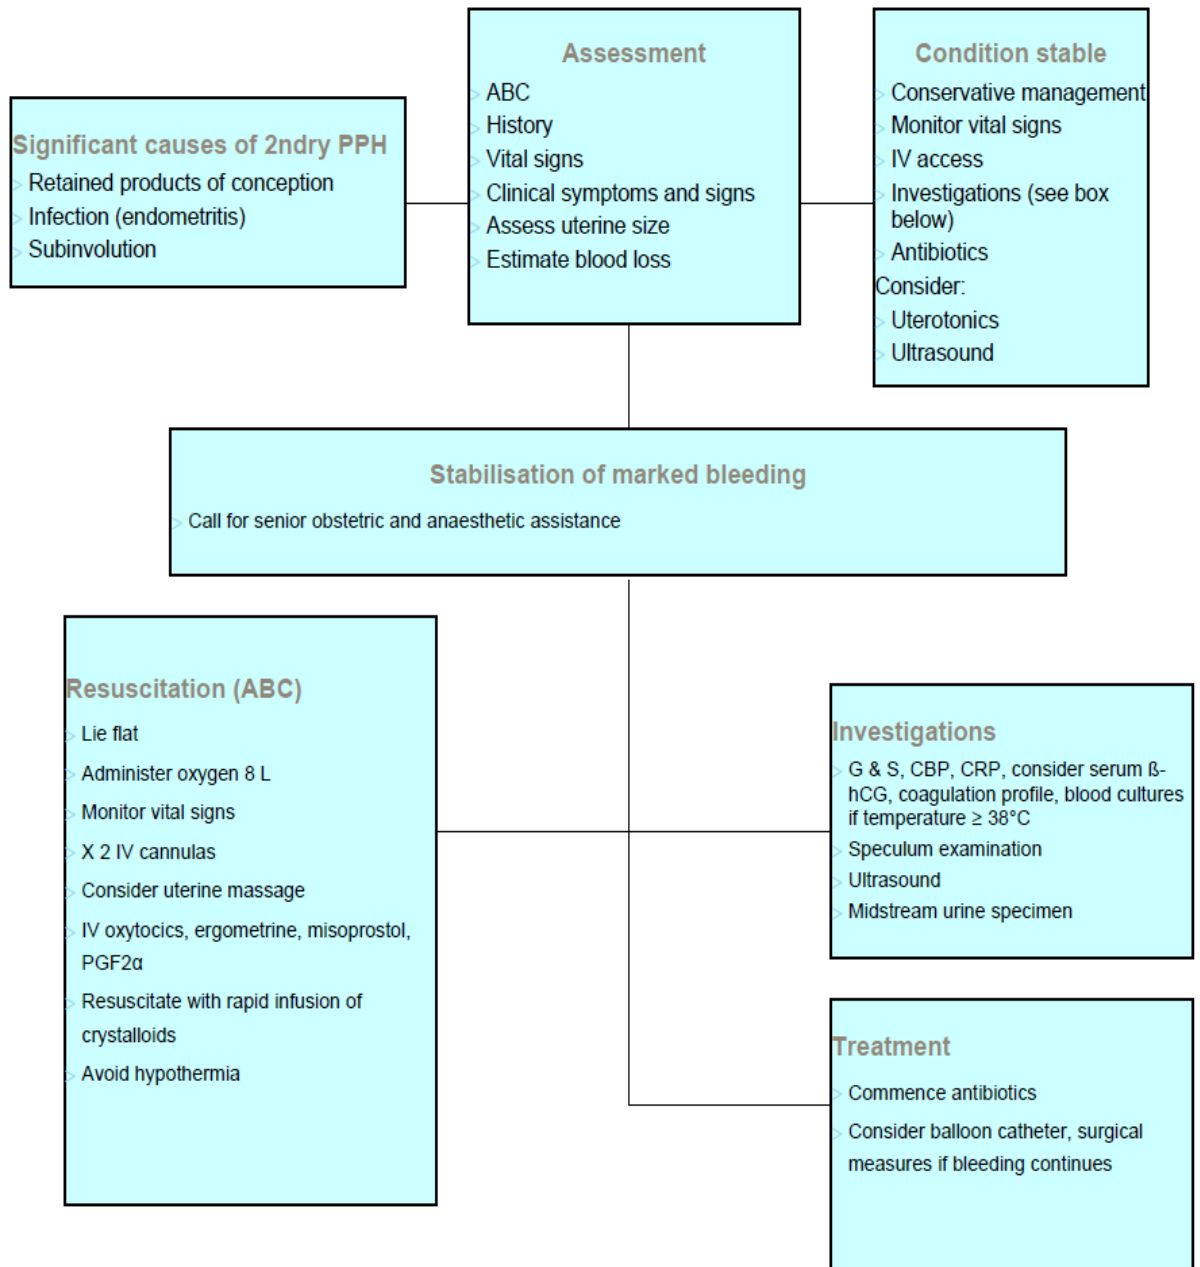 Significant causes of 2ndry PPH
> Retained products of conception
> Infection (endometritis)
> Subinvolution
Assessment
> ABC
> History
> Vital signs
> Clinical symptoms and signs
> Assess uterine size
> Estimate blood loss
Condition stable
> Conservative management
> Monitor vital signs
> IV access
> Investigations (see box
below)
> Antibiotics
Consider:
> Uterotonics
> Ultrasound
Stabilisation of marked bleeding
> Call for senior obstetric and anaesthetic assistance
Resuscitation (ABC)
> Lie flat
> Administer oxygen 8 L
> Monitor vital signs
> X 2 IV cannulas
> Consider uterine massage
> IV oxytocics, ergometrine, misoprostol,
PGF2α
> Resuscitate with rapid infusion of
crystalloids
> Avoid hypothermia
Investigations
> G & S, CBP, CRP, consider serum ß-
hCG, coagulation profile, blood cultures
if temperature ≥ 38°C
> Speculum examination
> Ultrasound
> Midstream urine specimen
Treatment
> Commence antibiotics
> Consider balloon catheter, surgical
measures if bleeding continues